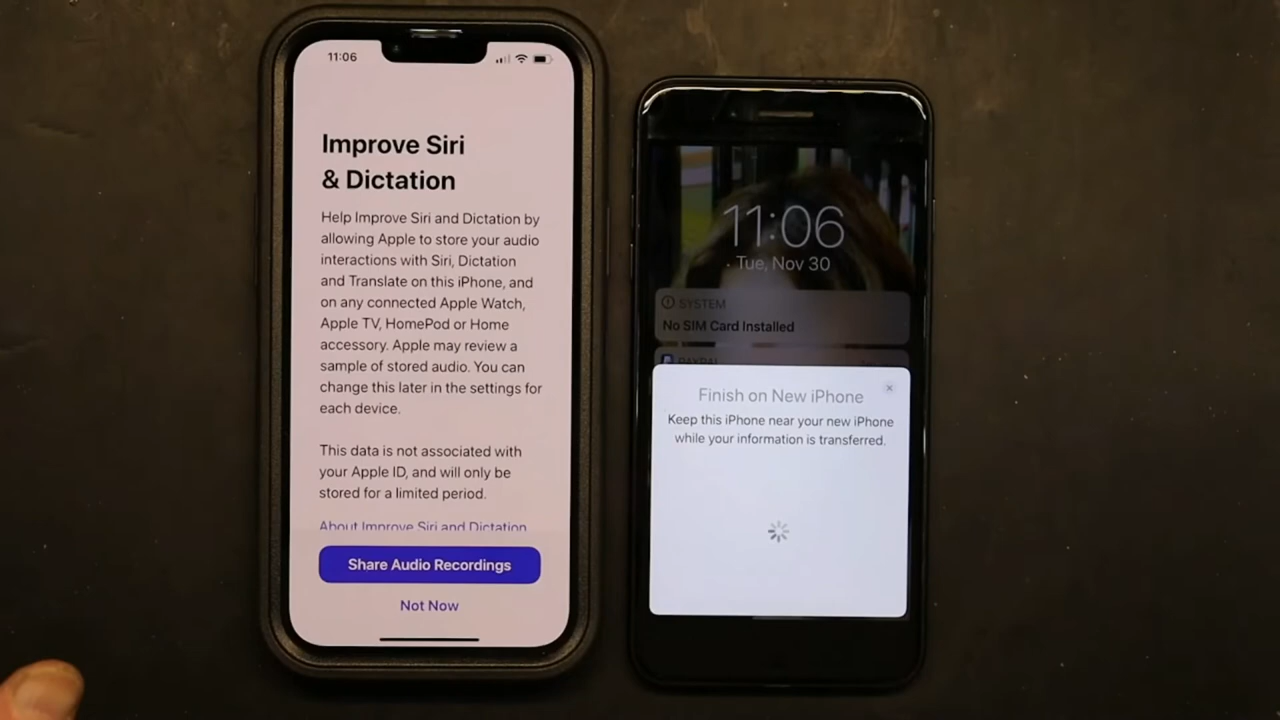 11:06
Improve Siri
& Dictation
Help Improve Siri and Dictation by
allowing Apple to store your audio
interactions with Siri, Dictation
and Translate on this iPhone, and
on any connected Apple Watch,
Apple TV, HomePod or Home
accessory. Apple may review a
sample of stored audio. You can
change this later in the settings for
each device.
This data is not associated with
your Apple ID, and will only be
stored for a limited period.
About Improve Siri and Dictation
Share Audio Recordings
Not Now
11:06
Tue, Nov 30
SYSTEM
No SIM Card Installed
PAYPAL
Finish on New iPhone
Keep this iPhone near your new iPhone
while your information is transferred.